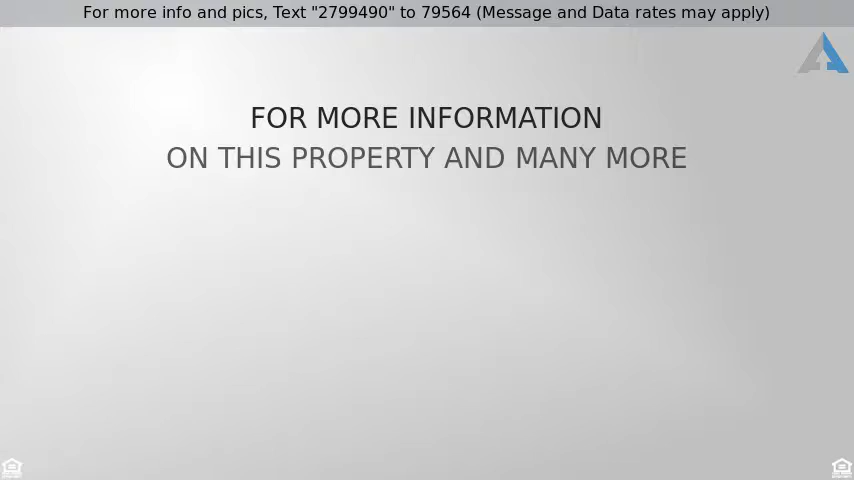 For more info and pics, Text "2799490" to 79564 (Message and Data rates may apply)
FOR MORE INFORMATION
ON THIS PROPERTY AND MANY MORE